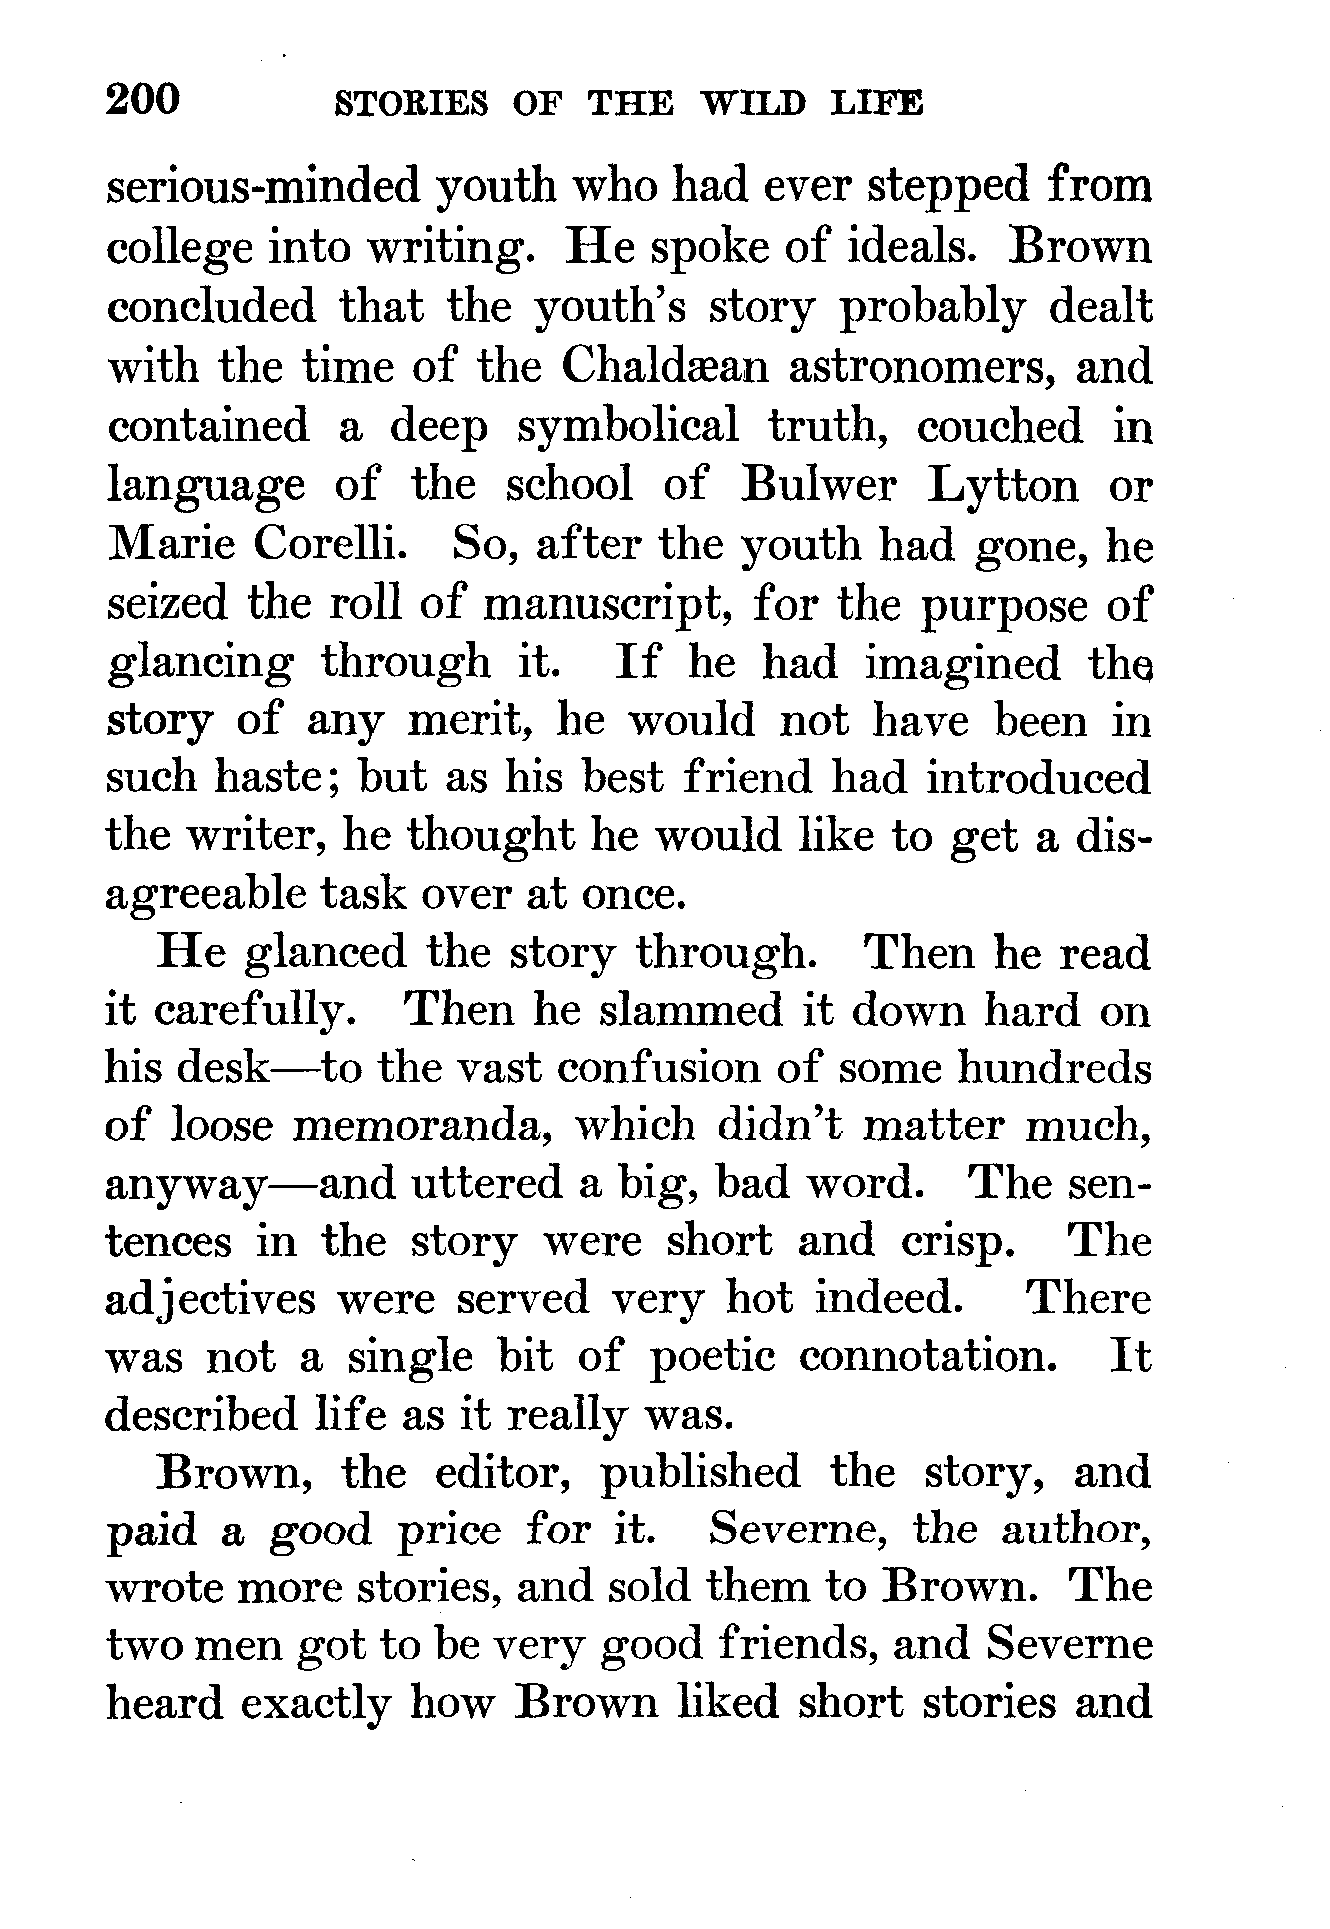 200 STORIES OF THE WILD LIFE
serious-minded youth who had ever stepped from
college into writing. He spoke of ideals. Brown
concluded that the youth's story probably dealt
with the time of the Chaldæan astronomers, and
contained a deep symbolical truth, couched in
language of the school of Bulwer Lytton or
Marie Corelli. So, after the youth had gone, he
seized the roll of manuscript, for the purpose of
glancing through it. If he had imagined the
story of any merit, he would not have been in
such haste; but as his best friend had introduced
the writer, he thought he would like to get a dis-
agreeable task over at once.
He glanced the story through. Then he read
it carefully. Then he slammed it down hard on
his desk—to the vast confusion of some hundreds
of loose memoranda, which didn't matter much,
anyway—and uttered a big, bad word. The sen-
tences in the story were short and crisp. The
adjectives were served very hot indeed. There
was not a single bit of poetic connotation. It
described life as it really was.
Brown, the editor, published the story, and
paid a good price for it. Severne, the author,
wrote more stories, and sold them to Brown. The
two men got to be very good friends, and Severne
heard exactly how Brown liked short stories and